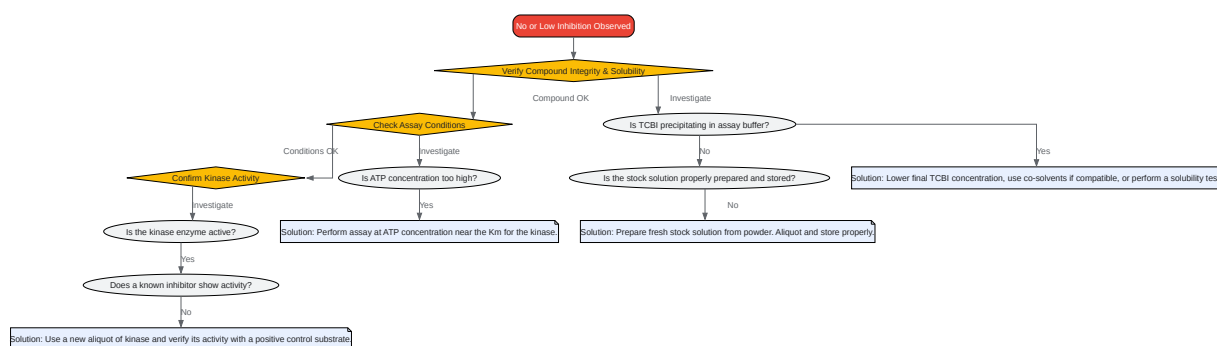 No or Low Inhibition Observed
Verify Compound Integrity & Solubility
Compound OK
Investigate
Check Assay Conditions
Is TCBI precipitating in assay buffer?
Conditions OK
Investigate
No
Yes
Confirm Kinase Activity
Is ATP concentration too high?
Is the stock solution properly prepared and stored?
Solution: Lower final TCBI concentration, use co-solvents if compatible, or perform a solubility tes
Investigate
Yes
No
Is the kinase enzyme active?
Solution: Perform assay at ATP concentration near the Km for the kinase.
Solution: Prepare fresh stock solution from powder. Aliquot and store properly.
Yes
Does a known inhibitor show activity?
No
Solution: Use a new aliquot of kinase and verify its activity with a positive control substrate.